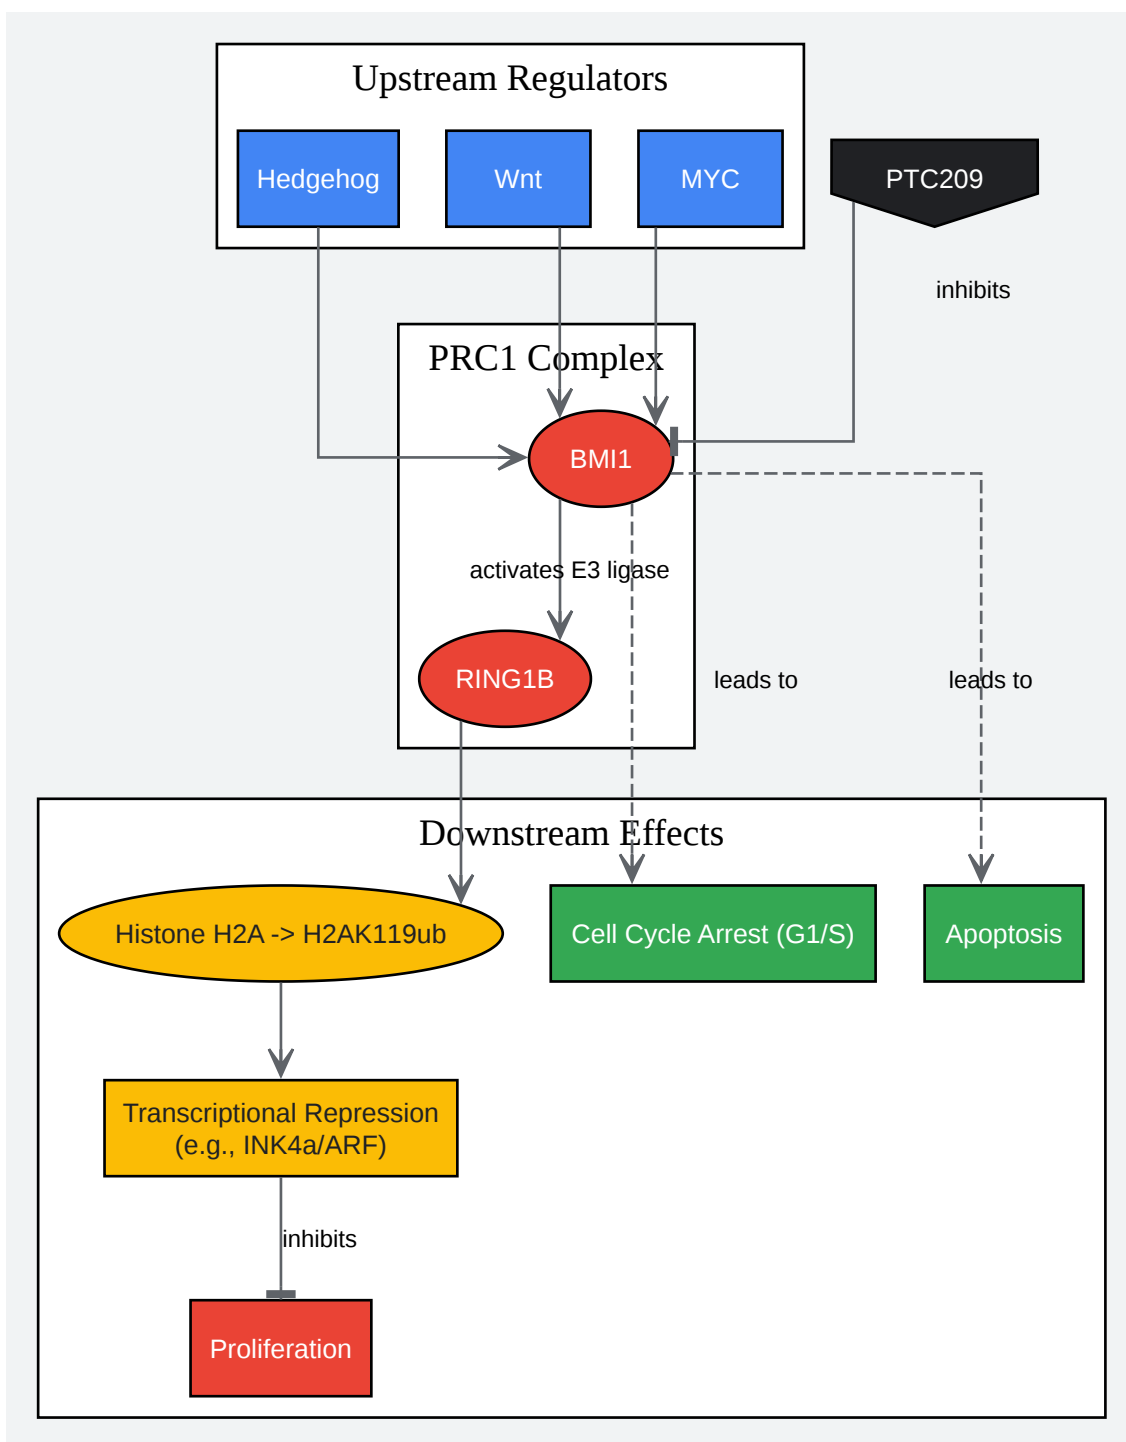 Upstream Regulators
Hedgehog
Wnt
MYC
PTC209
inhibits
PRC1 Complex
BMI1
activates E3 ligase
RING1B
leads to
leads to
Downstream Effects
Histone H2A -> H2AK119ub
Cell Cycle Arrest (G1/S)
Apoptosis
Transcriptional Repression
(e.g., INK4a/ARF)
inhibits
Proliferation